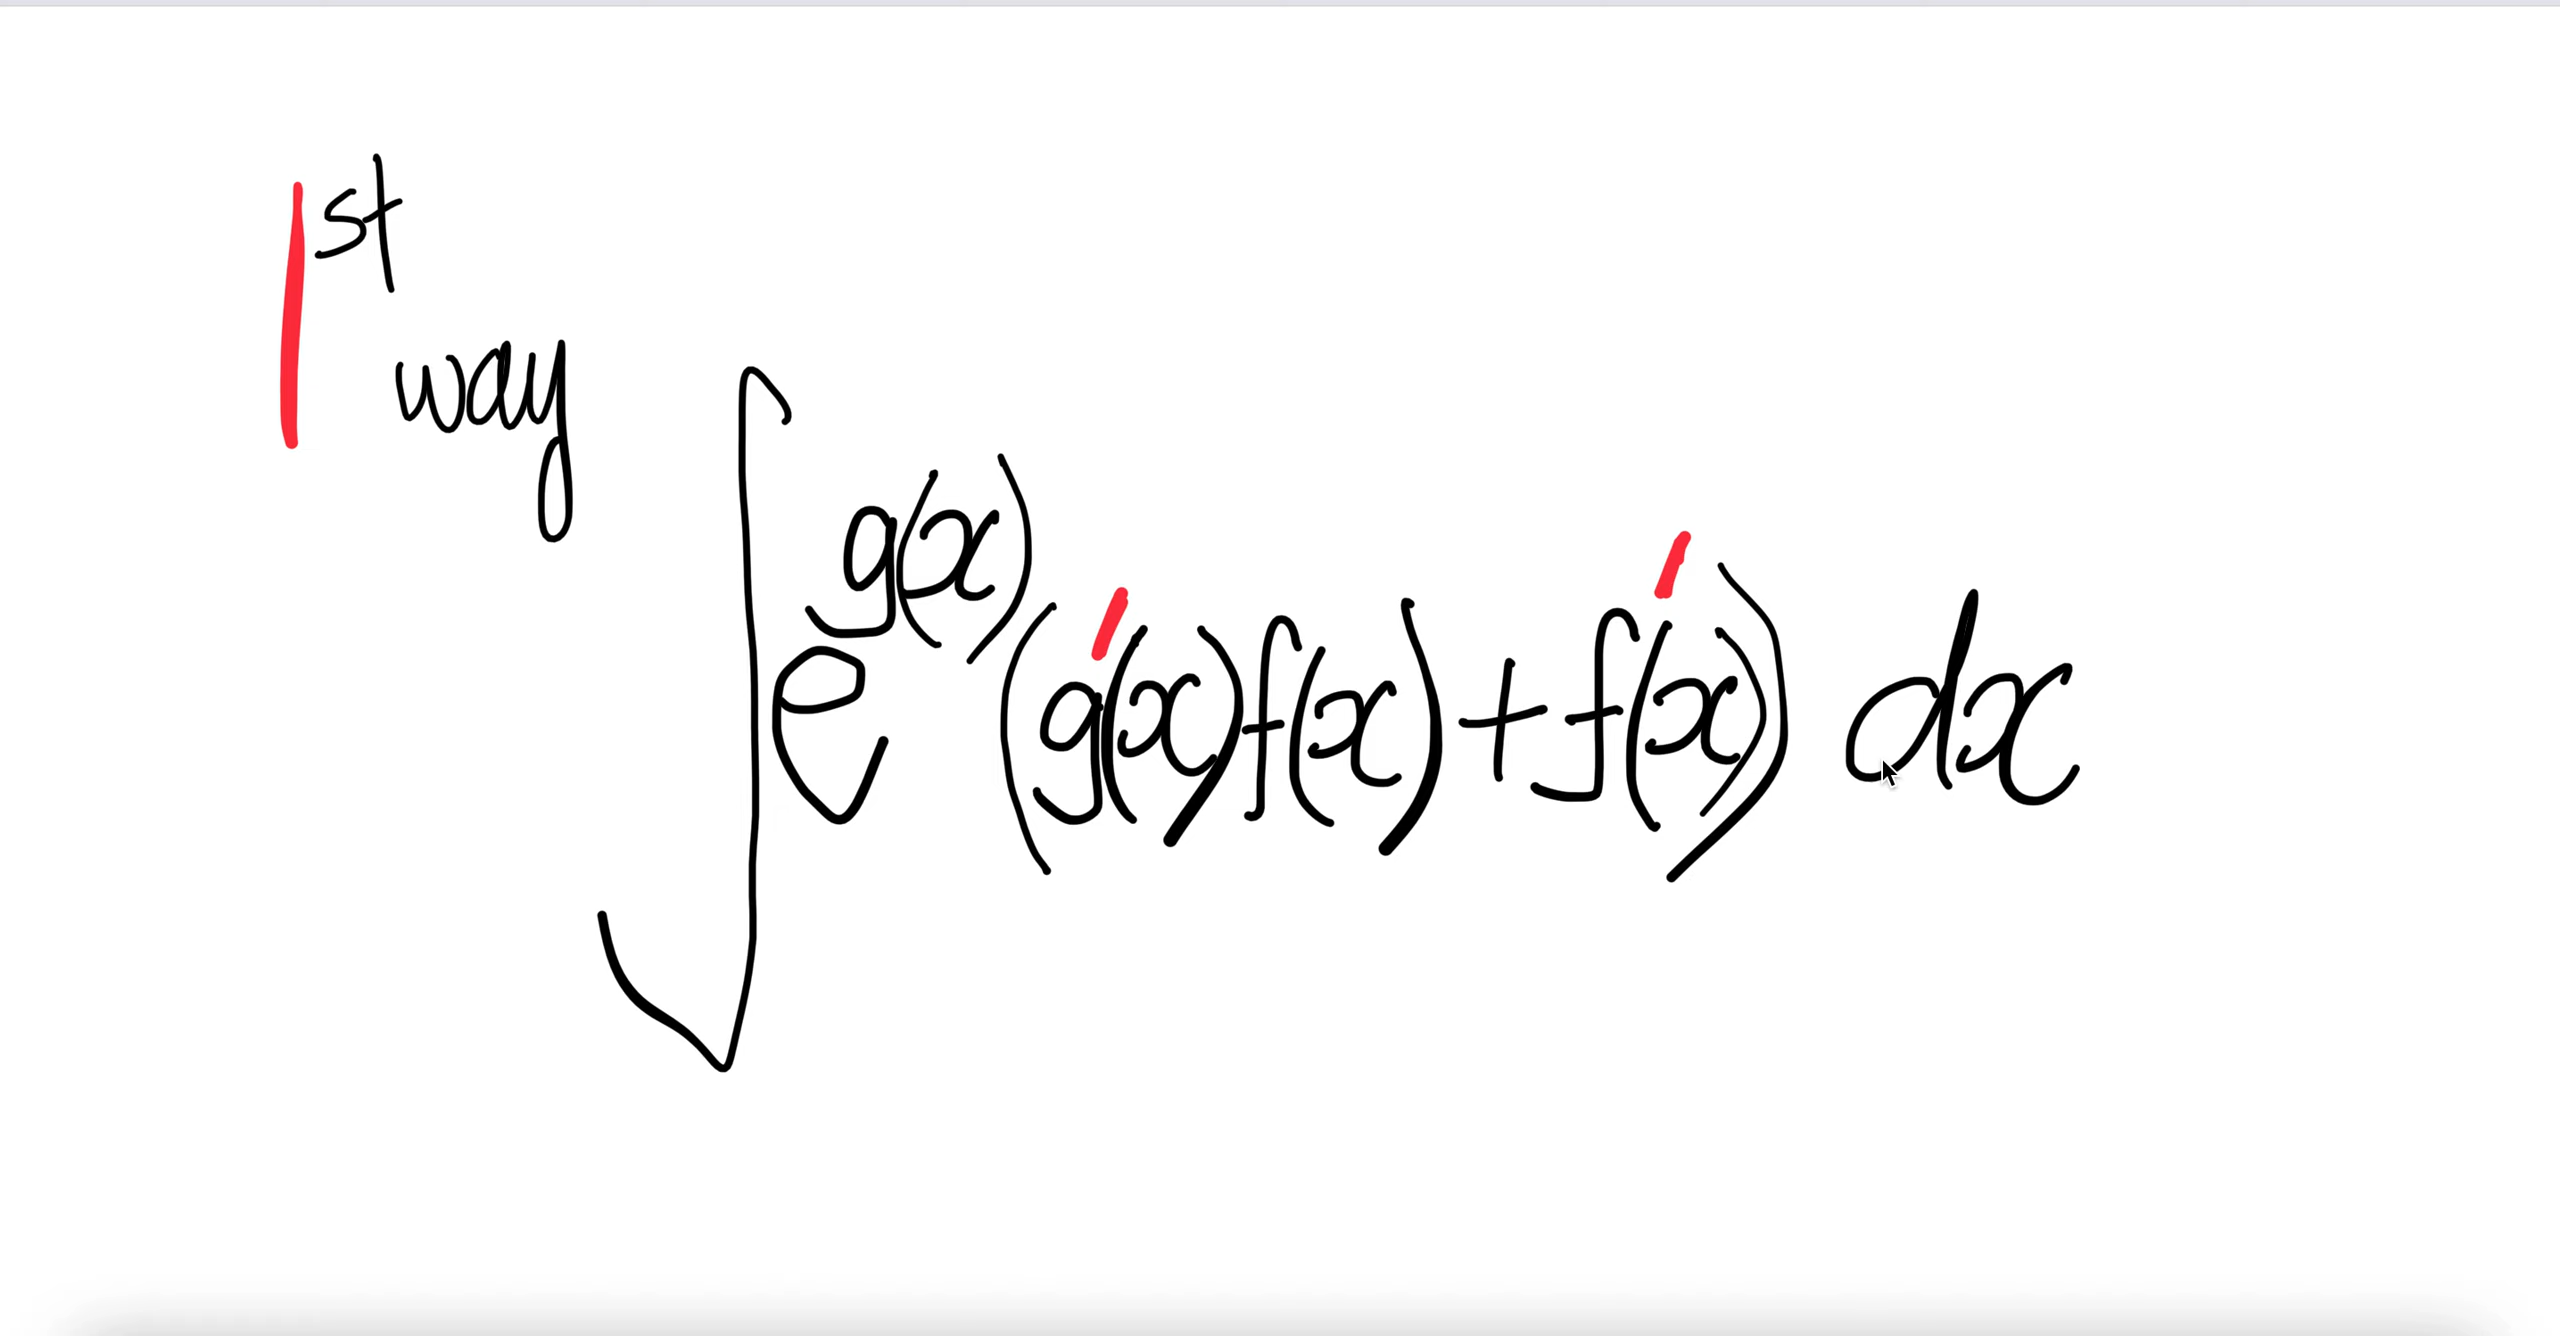 1st
way
∫e^g(x) (g'(x)f(x)+f'(x)) dx